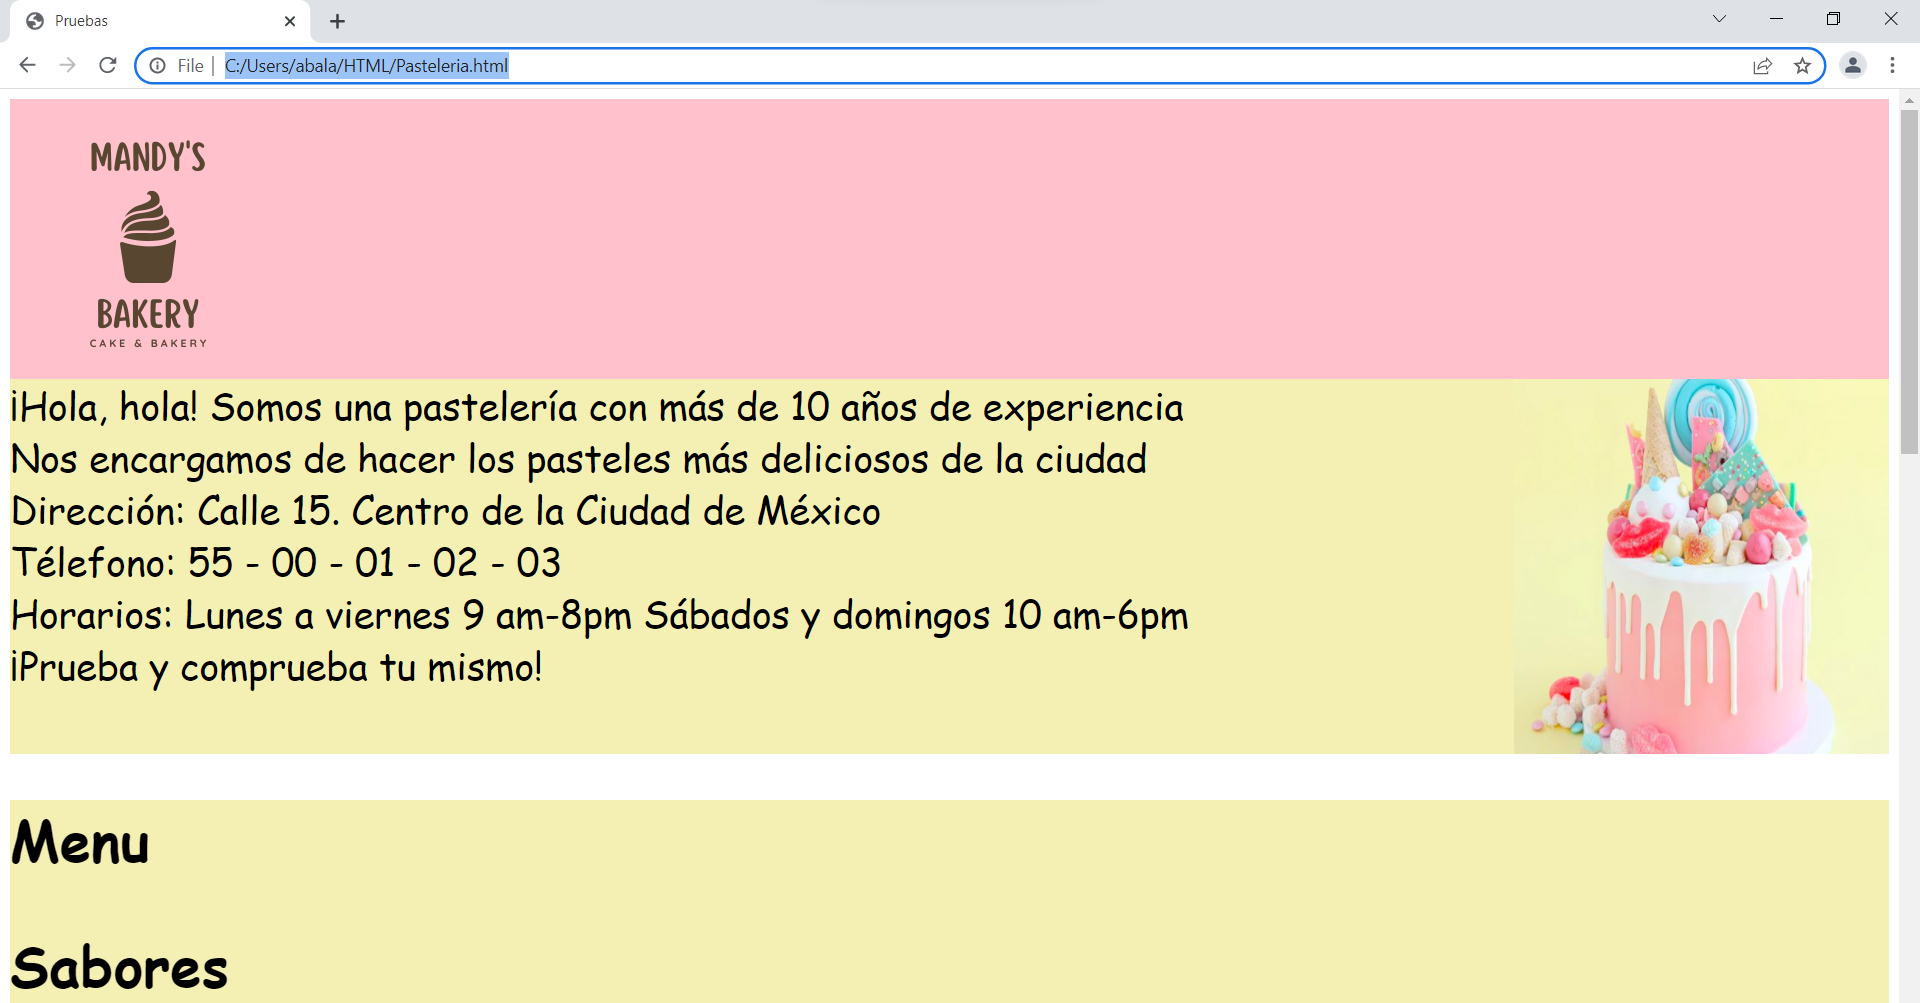 Pruebas
File | C:/Users/abala/HTML/Pasteleria.html
MANDY'S
BAKERY
CAKE & BAKERY
¡Hola, hola! Somos una pastelería con más de 10 años de experiencia
Nos encargamos de hacer los pasteles más deliciosos de la ciudad
Dirección: Calle 15. Centro de la Ciudad de México
Télefono: 55 - 00 - 01 - 02 - 03
Horarios: Lunes a viernes 9 am-8pm Sábados y domingos 10 am-6pm
¡Prueba y comprueba tu mismo!
Menu
Sabores